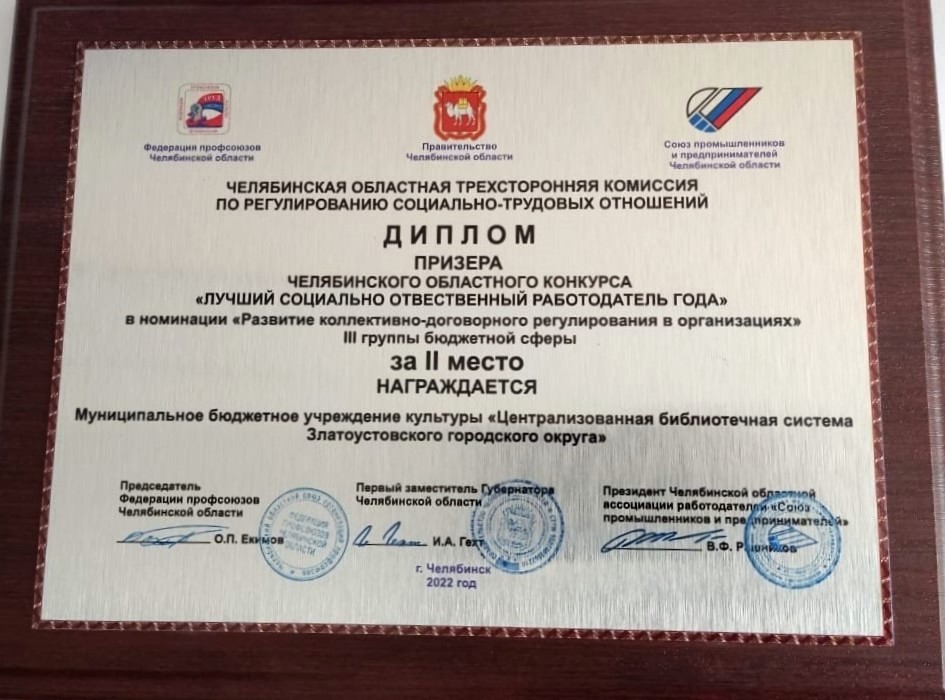 Федерация профсоюзов
Челябинской области
Правительство
Челябинской области
Союз промышленников
и предпринимателей
Челябинской области
ЧЕЛЯБИНСКАЯ ОБЛАСТНАЯ ТРЕХСТОРОННЯЯ КОМИССИЯ
ПО РЕГУЛИРОВАНИЮ СОЦИАЛЬНО-ТРУДОВЫХ ОТНОШЕНИЙ
ДИПЛОМ
ПРИЗЕРА
ЧЕЛЯБИНСКОГО ОБЛАСТНОГО КОНКУРСА
«ЛУЧШИЙ СОЦИАЛЬНО ОТВЕСТВЕННЫЙ РАБОТОДАТЕЛЬ ГОДА»
в номинации «Развитие коллективно-договорного регулирования в организациях»
III группы бюджетной сферы
за II место
НАГРАЖДАЕТСЯ
Муниципальное бюджетное учреждение культуры «Централизованная библиотечная система
Златоустовского городского округа»
Председатель
Федерации профсоюзов
Челябинской области
О.П. Екимов
Первый заместитель Губернатора
Челябинской области
И.А. Гехт
Президент Челябинской областной
ассоциации работодателей «Союз
промышленников и предпринимателей»
В.Ф. Рашников
г. Челябинск
2022 год